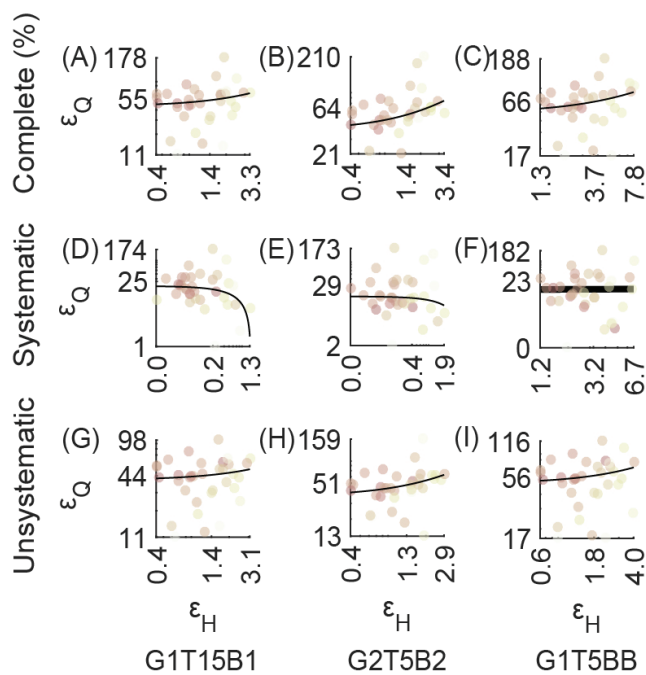 Complete (%)
(A) 178 55 11 εQ 0.4 1.4 3.3
(B) 210 64 21 0.4 1.4 3.4
(C) 188 66 17 1.3 3.7 7.8
Systematic
(D) 174 25 1 εQ 0.0 0.2 1.3
(E) 173 29 2 0.0 0.4 1.9
(F) 182 23 0 1.2 3.2 6.7
Unsystematic
(G) 98 44 11 εQ 0.4 1.4 3.1
(H) 159 51 13 0.4 1.3 2.9
(I) 116 56 17 0.6 1.8 4.0
εH εH εH
G1T15B1 G2T5B2 G1T5BB